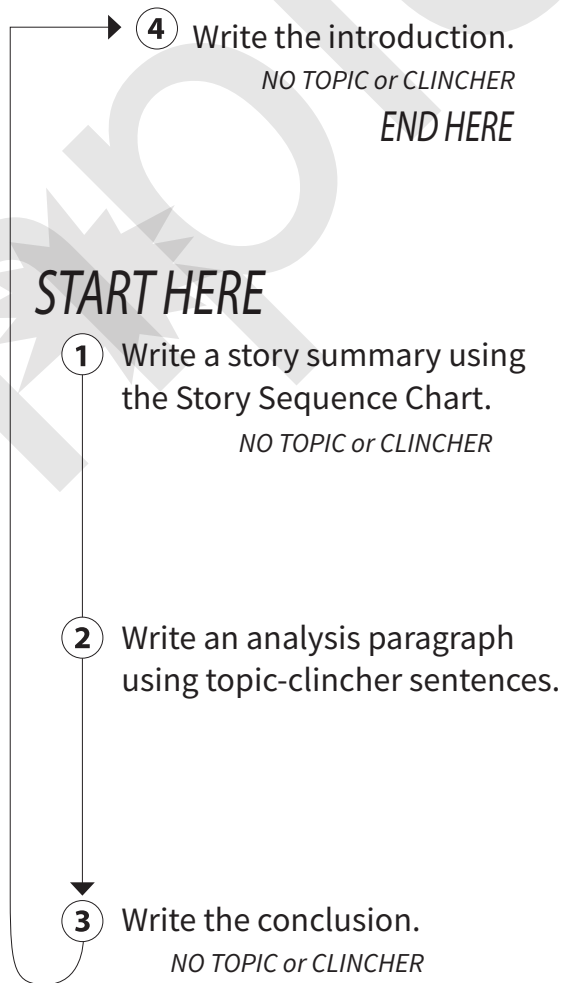 4 Write the introduction.
NO TOPIC or CLINCHER
END HERE
START HERE
1 Write a story summary using
the Story Sequence Chart.
NO TOPIC or CLINCHER
2 Write an analysis paragraph
using topic-clincher sentences.
3 Write the conclusion.
NO TOPIC or CLINCHER